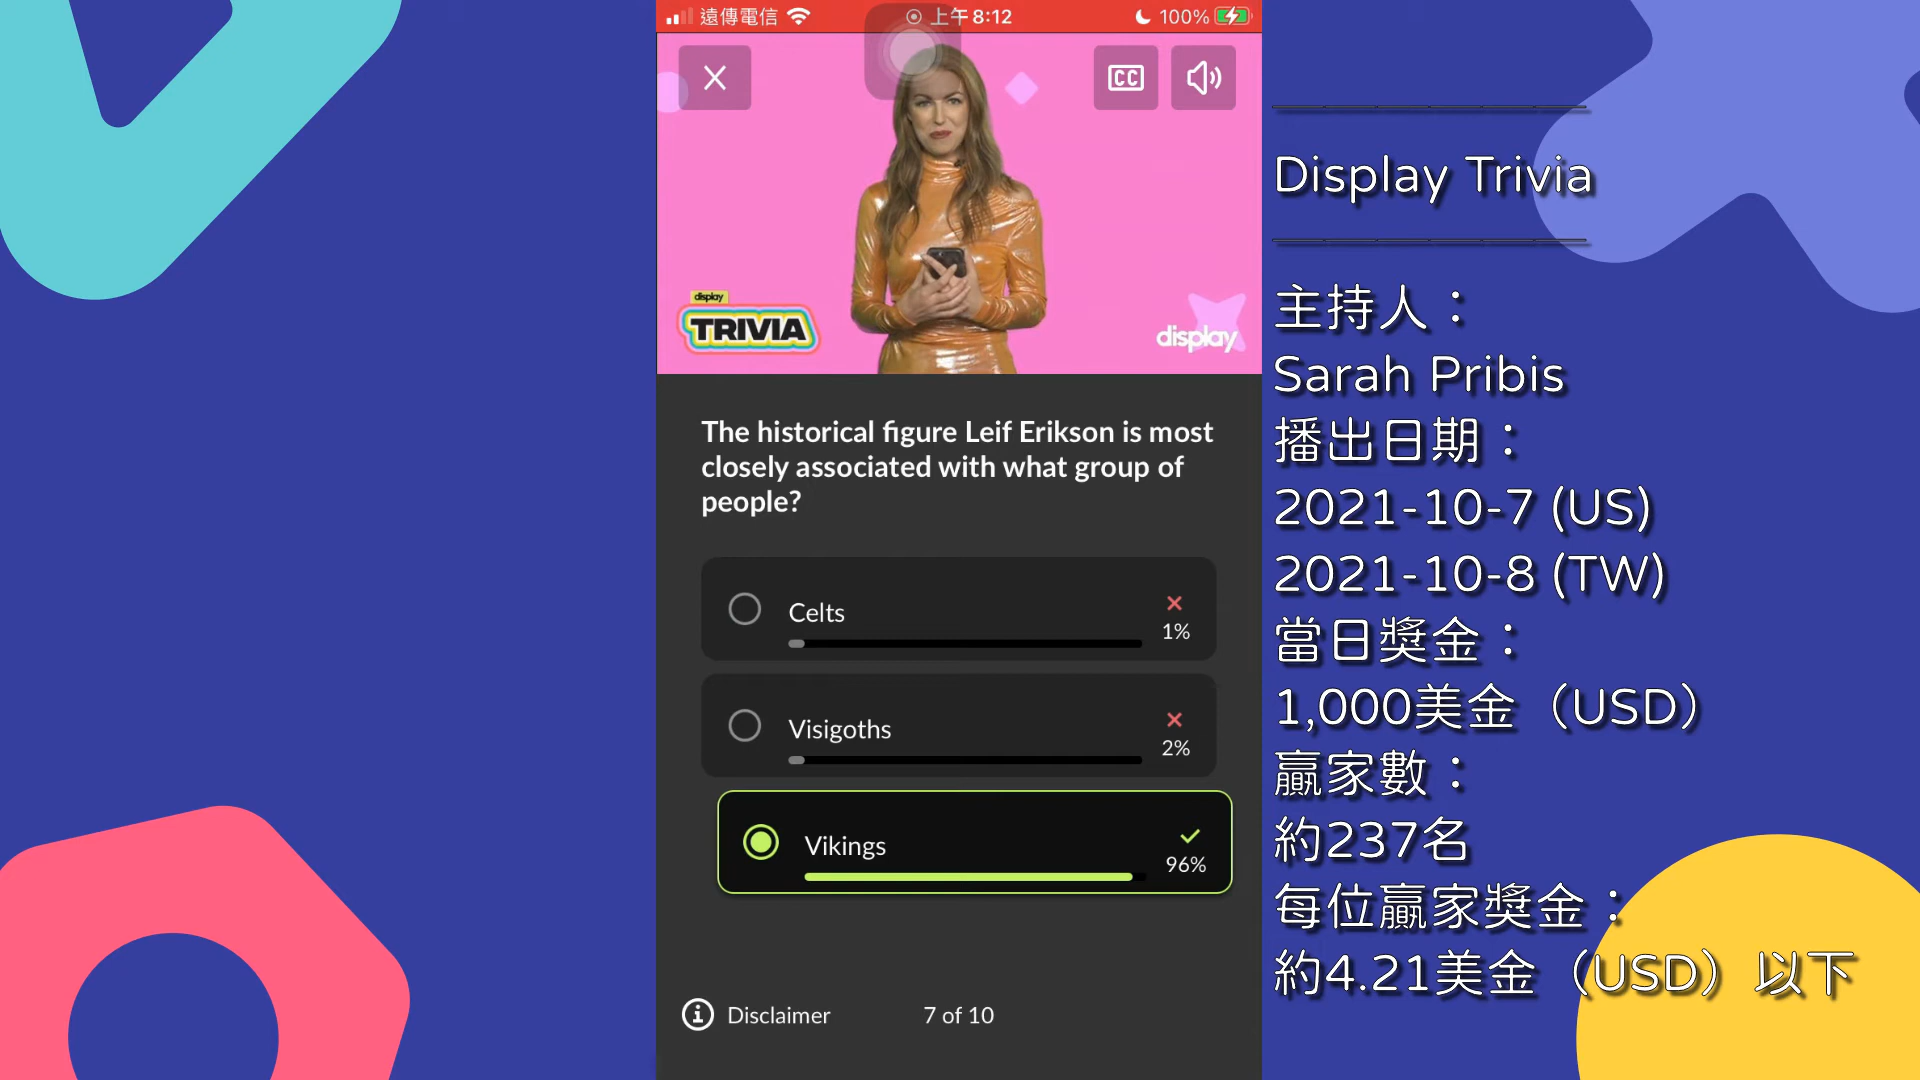 遠傳電信
上午8:12
100%
CC
display
TRIVIA
display
The historical figure Leif Erikson is most
closely associated with what group of
people?
Celts
1%
Visigoths
2%
Vikings
96%
Disclaimer
7 of 10
Display Trivia
主持人：
Sarah Pribis
播出日期：
2021-10-7 (US)
2021-10-8 (TW)
當日獎金：
1,000美金（USD）
贏家數：
約237名
每位贏家獎金：
約4.21美金（USD）以下